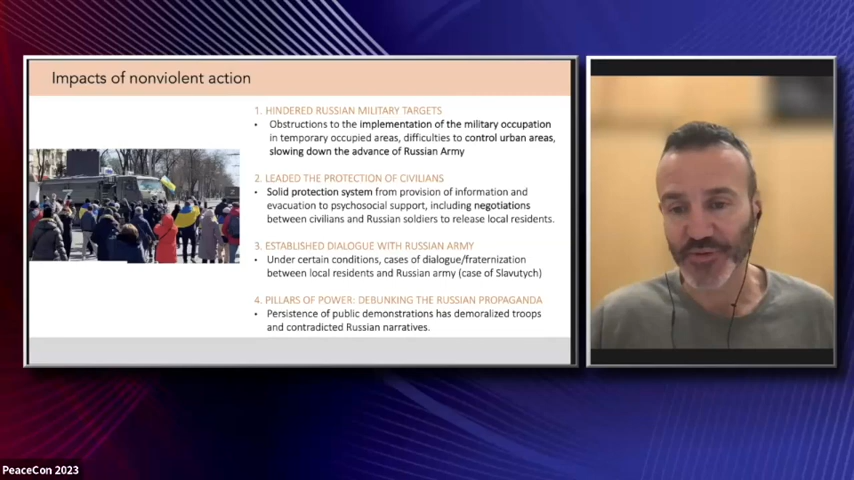 Impacts of nonviolent action
1. HINDERED RUSSIAN MILITARY TARGETS
• Obstructions to the implementation of the military occupation
in temporary occupied areas, difficulties to control urban areas,
slowing down the advance of Russian Army
2. LEADED THE PROTECTION OF CIVILIANS
• Solid protection system from provision of information and
evacuation to psychosocial support, including negotiations
between civilians and Russian soldiers to release local residents.
3. ESTABLISHED DIALOGUE WITH RUSSIAN ARMY
• Under certain conditions, cases of dialogue/fraternization
between local residents and Russian army (case of Slavutych)
4. PILLARS OF POWER: DEBUNKING THE RUSSIAN PROPAGANDA
• Persistence of public demonstrations has demoralized troops
and contradicted Russian narratives.
PeaceCon 2023